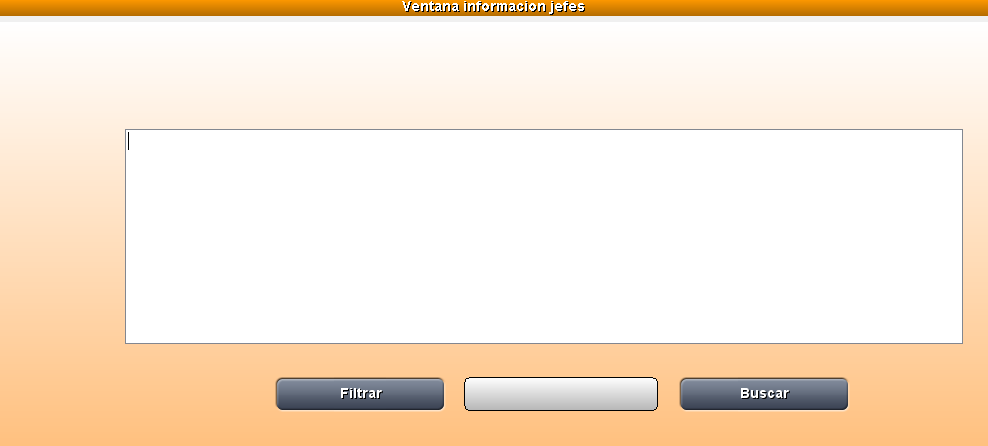 Ventana informacion jefes
Filtrar
Buscar